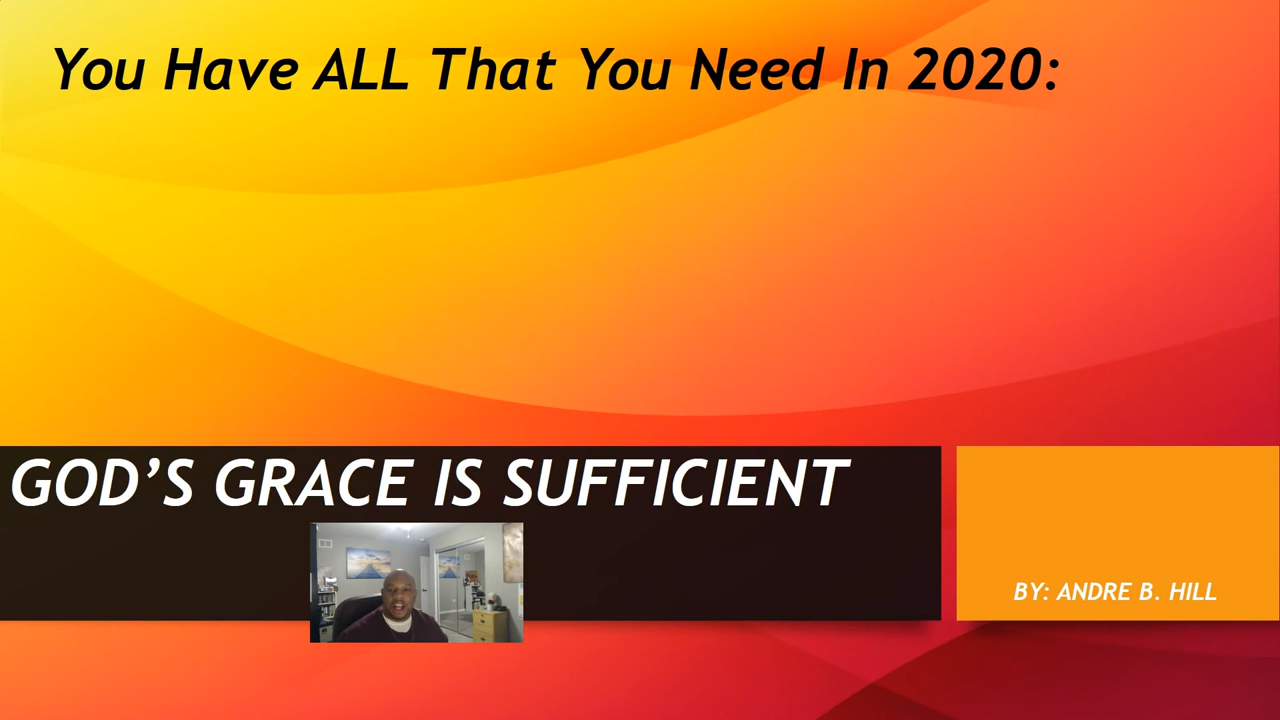 You Have ALL That You Need In 2020:
GOD’S GRACE IS SUFFICIENT
BY: ANDRE B. HILL